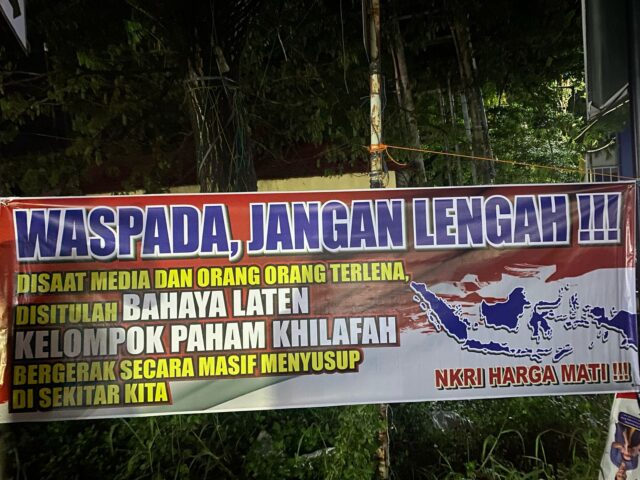 WASPADA, JANGAN LENGAH !!!
DISAAT MEDIA DAN ORANG ORANG TERLENA,
DISITULAH BAHAYA LATEN
KELOMPOK PAHAM KHILAFAH
BERGERAK SECARA MASIF MENYUSUP
DI SEKITAR KITA
NKRI HARGA MATI !!!